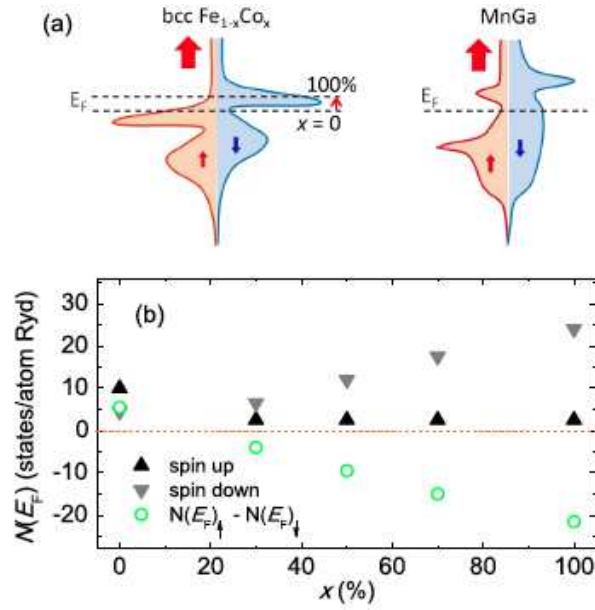 (a)
bcc Fe1-xCox
MnGa
EF
100%
x = 0
EF
(b)
N(EF) (states/atom Ryd)
30
20
10
0
-10
-20
spin up
spin down
N(EF)↑ - N(EF)↓
0 20 40 60 80 100
x (%)